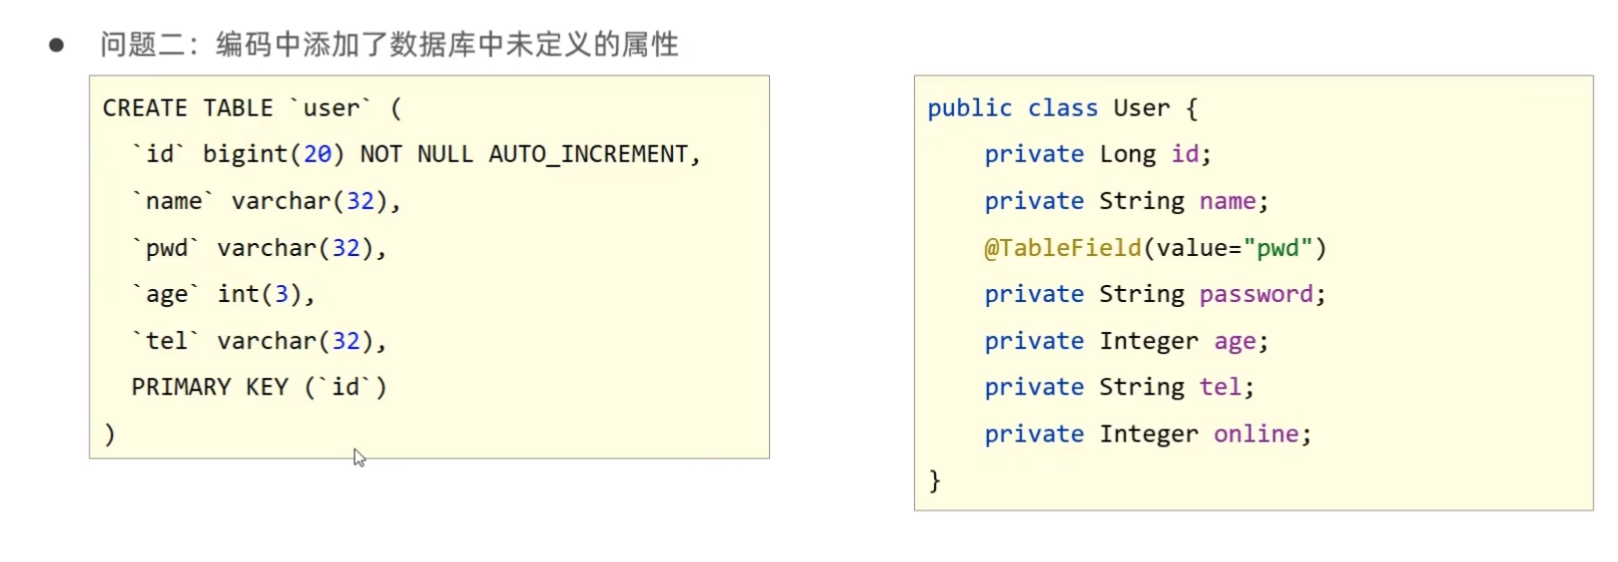 ● 问题二：编码中添加了数据库中未定义的属性
CREATE TABLE `user` (
`id` bigint(20) NOT NULL AUTO_INCREMENT,
`name` varchar(32),
`pwd` varchar(32),
`age` int(3),
`tel` varchar(32),
PRIMARY KEY (`id`)
)
public class User {
private Long id;
private String name;
@TableField(value="pwd")
private String password;
private Integer age;
private String tel;
private Integer online;
}